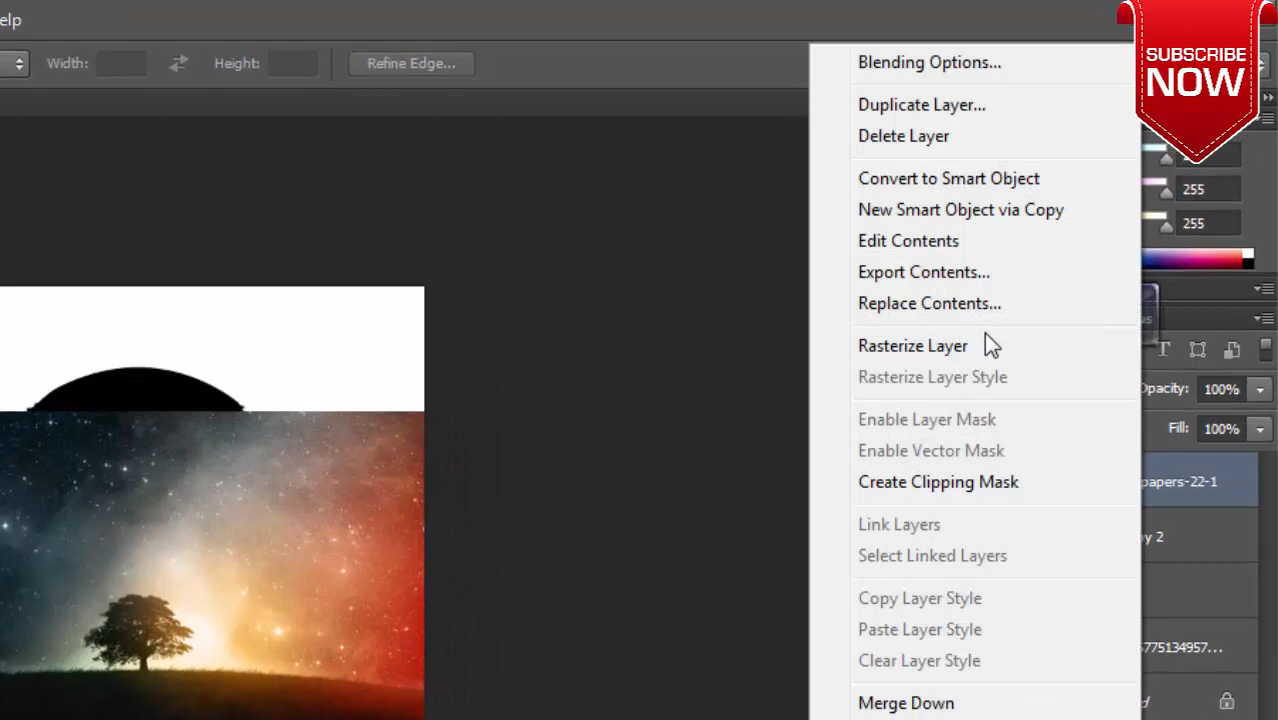 elp
SUBSCRIBE
NOW
Width:
Height:
Refine Edge...
Blending Options...
Duplicate Layer...
Delete Layer
Convert to Smart Object
New Smart Object via Copy
255
Edit Contents
255
Export Contents...
Replace Contents...
Rasterize Layer
T
Rasterize Layer Style
Opacity: 100%
Enable Layer Mask
Fill: 100%
Enable Vector Mask
Create Clipping Mask
papers-22-1
Link Layers
Select Linked Layers
y 2
Copy Layer Style
Paste Layer Style
775134957...
Clear Layer Style
Merge Down